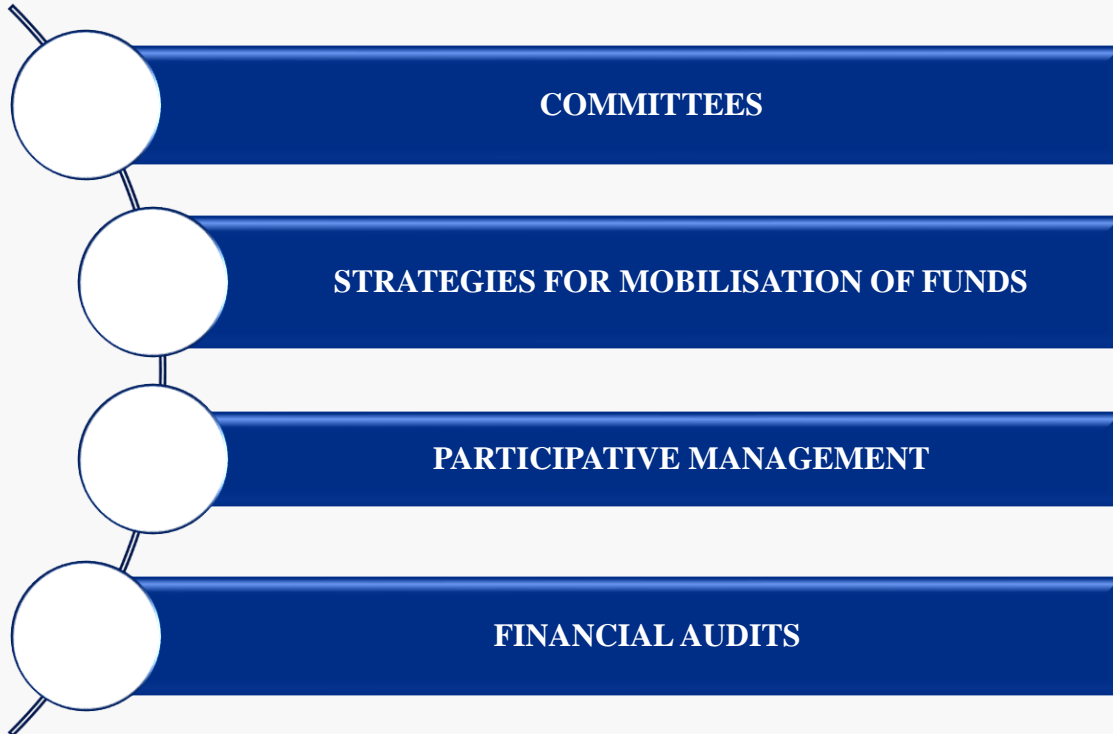 COMMITTEES
STRATEGIES FOR MOBILISATION OF FUNDS
PARTICIPATIVE MANAGEMENT
FINANCIAL AUDITS